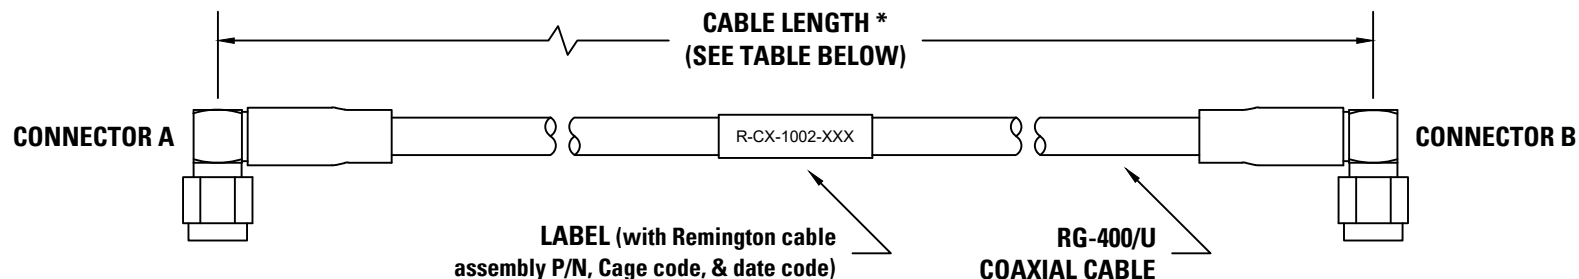 CABLE LENGTH *
(SEE TABLE BELOW)
CONNECTOR A
R-CX-1002-XXX
CONNECTOR B
LABEL (with Remington cable
assembly P/N, Cage code, & date code)
RG-400/U
COAXIAL CABLE